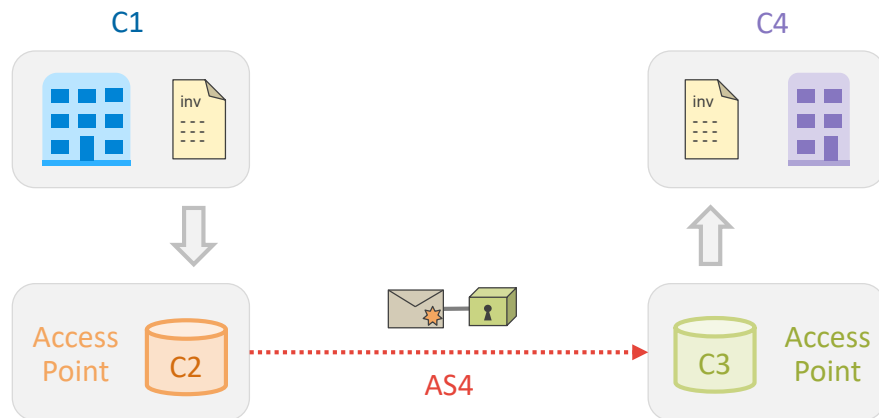 C1
C4
inv
inv
Access
Point
C2
AS4
C3
Access
Point